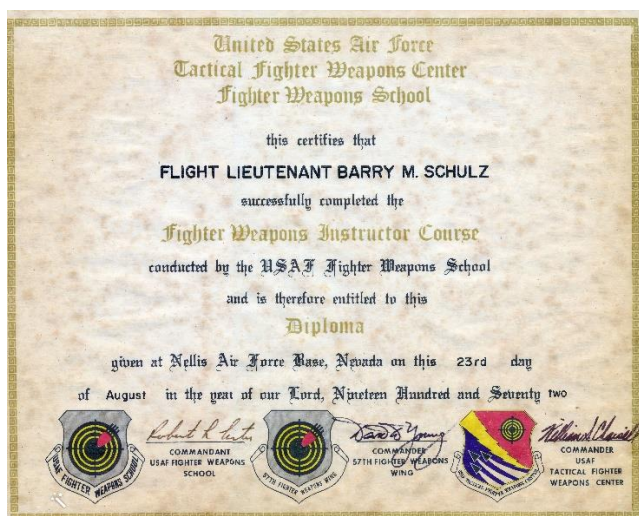 United States Air Force
Tactical Fighter Weapons Center
Fighter Weapons School
this certifies that
FLIGHT LIEUTENANT BARRY M. SCHULZ
successfully completed the
Fighter Weapons Instructor Course
conducted by the USAF Fighter Weapons School
and is therefore entitled to this
Diploma
given at Nellis Air Force Base, Nevada on this 23rd day
of August in the year of our Lord, Nineteen Hundred and Seventy two
COMMANDANT
USAF FIGHTER WEAPONS
SCHOOL
COMMANDER
57TH FIGHTER WEAPONS
WING
COMMANDER
USAF
TACTICAL FIGHTER
WEAPONS CENTER
USAF FIGHTER WEAPONS SCHOOL
57TH FIGHTER WEAPONS WING